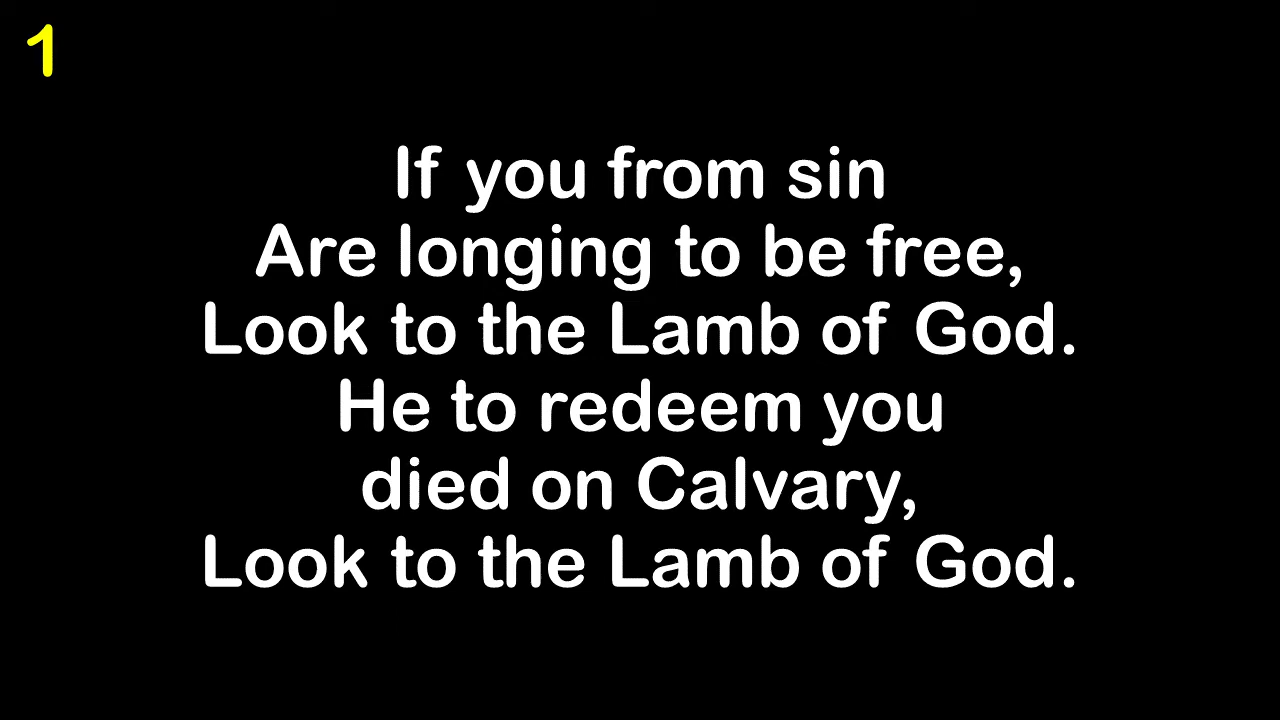 1
If you from sin
Are longing to be free,
Look to the Lamb of God.
He to redeem you
died on Calvary,
Look to the Lamb of God.